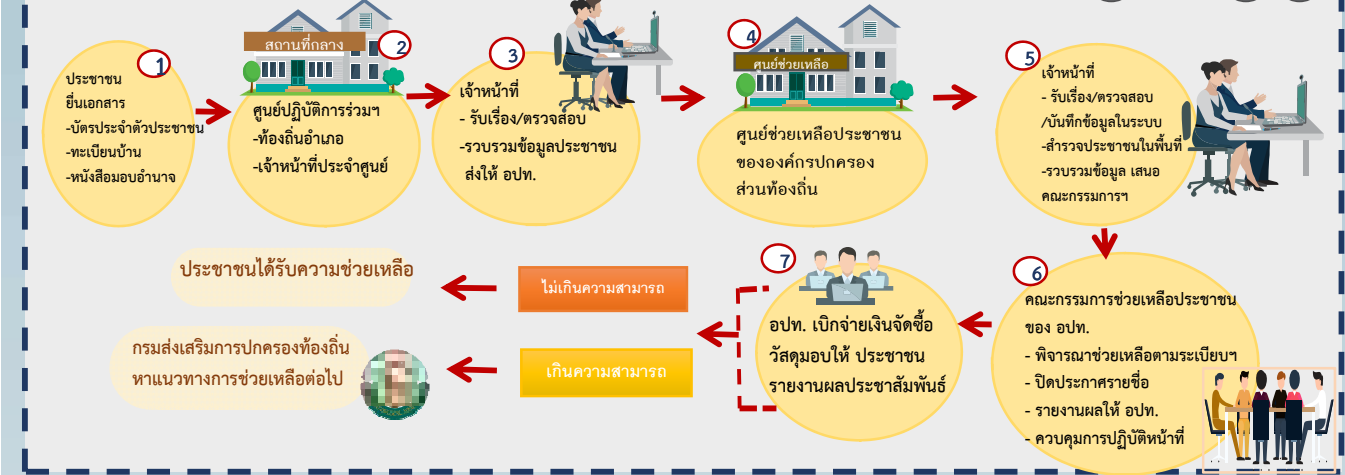 1
ประชาชน
ยื่นเอกสาร
-บัตรประจำตัวประชาชน
-ทะเบียนบ้าน
-หนังสือมอบอำนาจ
สถานที่กลาง
2
ศูนย์ปฏิบัติการร่วมฯ
-ท้องถิ่นอำเภอ
-เจ้าหน้าที่ประจำศูนย์
3
เจ้าหน้าที่
- รับเรื่อง/ตรวจสอบ
-รวบรวมข้อมูลประชาชน
ส่งให้ อปท.
4
ศูนย์ช่วยเหลือ
ศูนย์ช่วยเหลือประชาชน
ขององค์กรปกครอง
ส่วนท้องถิ่น
5
เจ้าหน้าที่
- รับเรื่อง/ตรวจสอบ
/บันทึกข้อมูลในระบบ
-สำรวจประชาชนในพื้นที่
-รวบรวมข้อมูล เสนอ
คณะกรรมการฯ
6
คณะกรรมการช่วยเหลือประชาชน
ของ อปท.
- พิจารณาช่วยเหลือตามระเบียบฯ
- ปิดประกาศรายชื่อ
- รายงานผลให้ อปท.
- ควบคุมการปฏิบัติหน้าที่
7
อปท. เบิกจ่ายเงินจัดซื้อ
วัสดุมอบให้ ประชาชน
รายงานผลประชาสัมพันธ์
ไม่เกินความสามารถ
ประชาชนได้รับความช่วยเหลือ
เกินความสามารถ
กรมส่งเสริมการปกครองท้องถิ่น
หาแนวทางการช่วยเหลือต่อไป